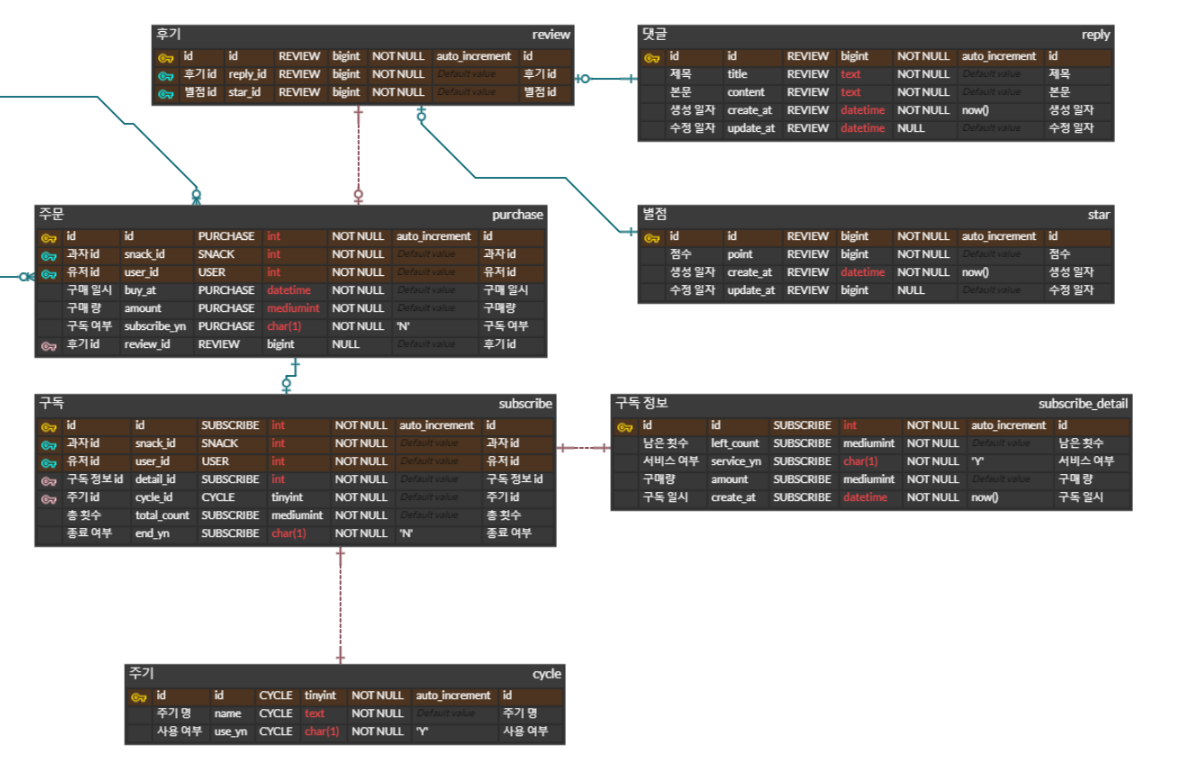 후기 review
id id REVIEW bigint NOT NULL auto_increment id
후기 id reply_id REVIEW bigint NOT NULL Default value 후기 id
별점 id star_id REVIEW bigint NOT NULL Default value 별점 id
댓글 reply
id id REVIEW bigint NOT NULL auto_increment id
제목 title REVIEW text NOT NULL Default value 제목
본문 content REVIEW text NOT NULL Default value 본문
생성 일자 create_at REVIEW datetime NOT NULL now() 생성 일자
수정 일자 update_at REVIEW datetime NULL Default value 수정 일자
주문 purchase
id id PURCHASE int NOT NULL auto_increment id
과자 id snack_id SNACK int NOT NULL Default value 과자 id
유저 id user_id USER int NOT NULL Default value 유저 id
구매 일시 buy_at PURCHASE datetime NOT NULL Default value 구매 일시
구매 량 amount PURCHASE mediumint NOT NULL Default value 구매량
구독 여부 subscribe_yn PURCHASE char(1) NOT NULL 'N' 구독 여부
후기 id review_id REVIEW bigint NULL Default value 후기 id
별점 star
id id REVIEW bigint NOT NULL auto_increment id
점수 point REVIEW bigint NOT NULL Default value 점수
생성 일자 create_at REVIEW datetime NOT NULL now() 생성 일자
수정 일자 update_at REVIEW bigint NULL Default value 수정 일자
구독 subscribe
id id SUBSCRIBE int NOT NULL auto_increment id
과자 id snack_id SNACK int NOT NULL Default value 과자 id
유저 id user_id USER int NOT NULL Default value 유저 id
구독 정보 id detail_id SUBSCRIBE int NOT NULL Default value 구독 정보 id
주기 id cycle_id CYCLE tinyint NOT NULL Default value 주기 id
총 횟수 total_count SUBSCRIBE mediumint NOT NULL Default value 총 횟수
종료 여부 end_yn SUBSCRIBE char(1) NOT NULL 'N' 종료 여부
구독 정보 subscribe_detail
id id SUBSCRIBE int NOT NULL auto_increment id
남은 횟수 left_count SUBSCRIBE mediumint NOT NULL Default value 남은 횟수
서비스 여부 service_yn SUBSCRIBE char(1) NOT NULL 'Y' 서비스 여부
구매량 amount SUBSCRIBE mediumint NOT NULL Default value 구매 량
구독 일시 create_at SUBSCRIBE datetime NOT NULL now() 구독 일시
주기 cycle
id id CYCLE tinyint NOT NULL auto_increment id
주기 명 name CYCLE text NOT NULL Default value 주기 명
사용 여부 use_yn CYCLE char(1) NOT NULL 'Y' 사용 여부